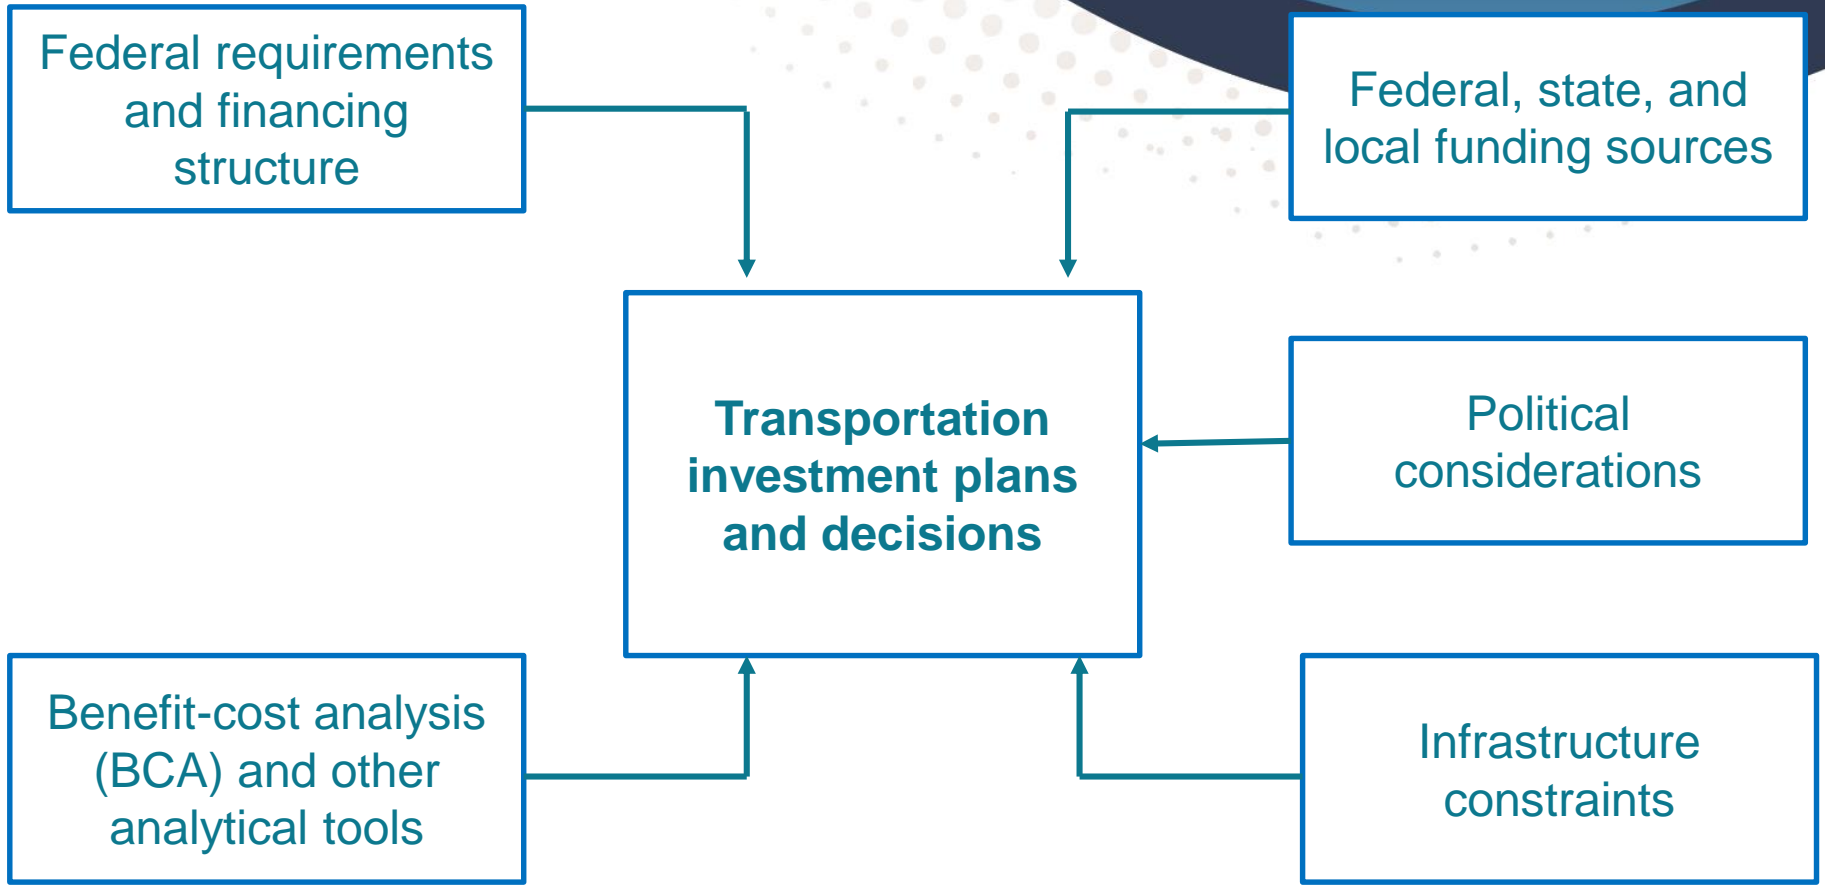 Federal requirements
and financing
structure
Federal, state, and
local funding sources
Transportation
investment plans
and decisions
Political
considerations
Benefit-cost analysis
(BCA) and other
analytical tools
Infrastructure
constraints